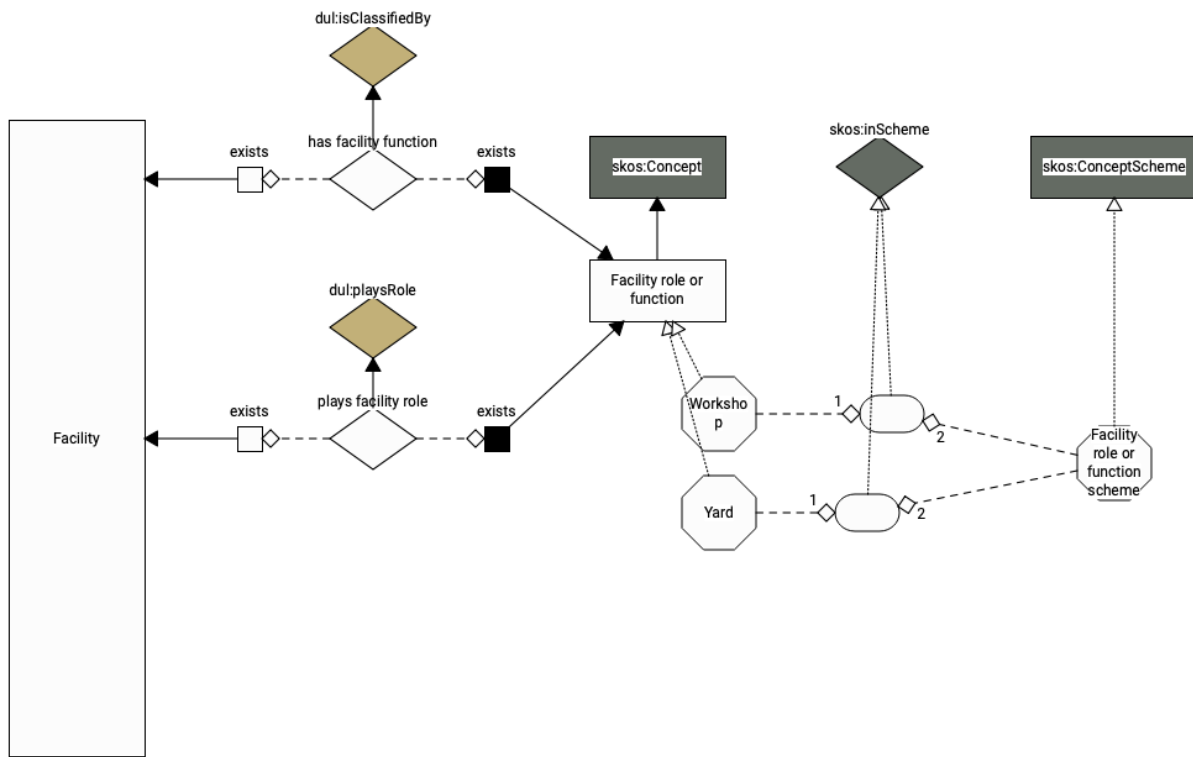 dul:isClassifiedBy
has facility function
exists
exists
skos:Concept
skos:inScheme
skos:ConceptScheme
Facility role or
function
dul:playsRole
plays facility role
exists
exists
Facility
Worksho
p
1
2
Facility
role or
function
scheme
Yard
1
2